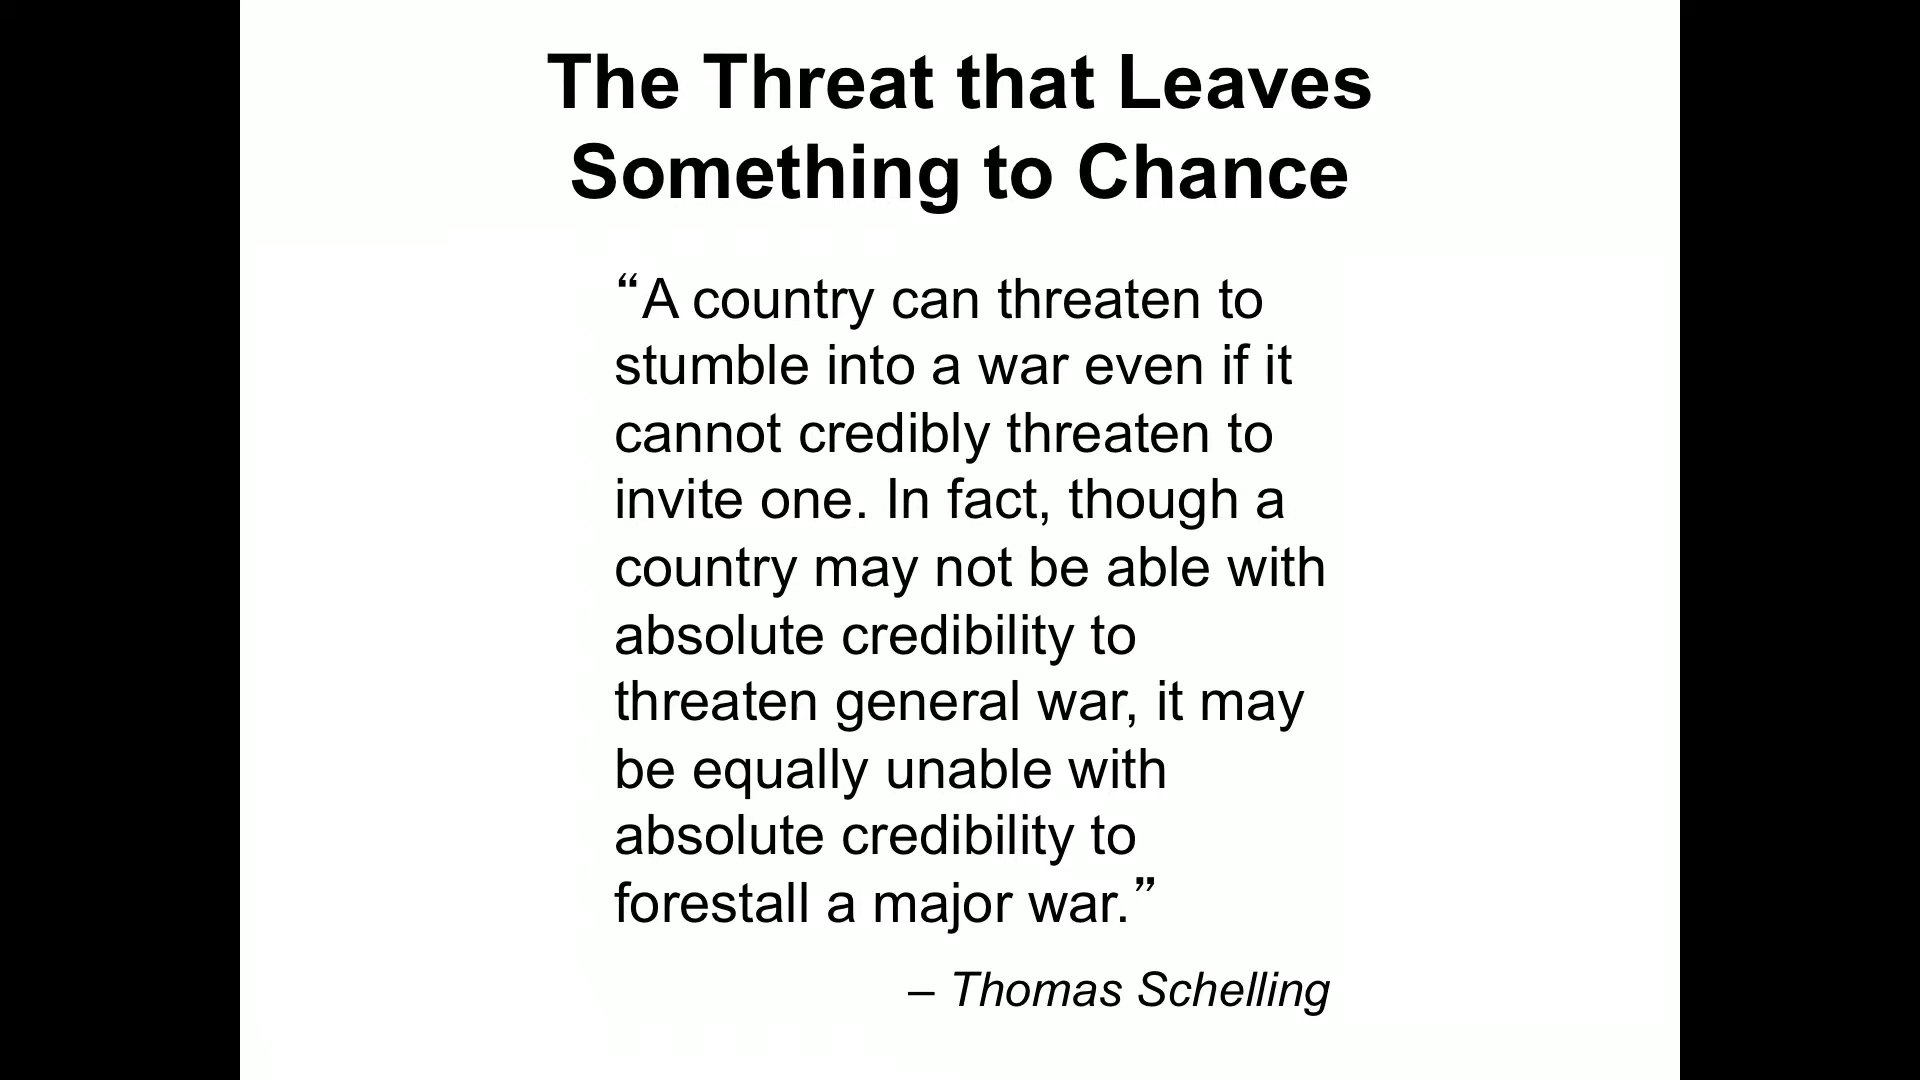 The Threat that Leaves
Something to Chance
“A country can threaten to
stumble into a war even if it
cannot credibly threaten to
invite one. In fact, though a
country may not be able with
absolute credibility to
threaten general war, it may
be equally unable with
absolute credibility to
forestall a major war.”
– Thomas Schelling